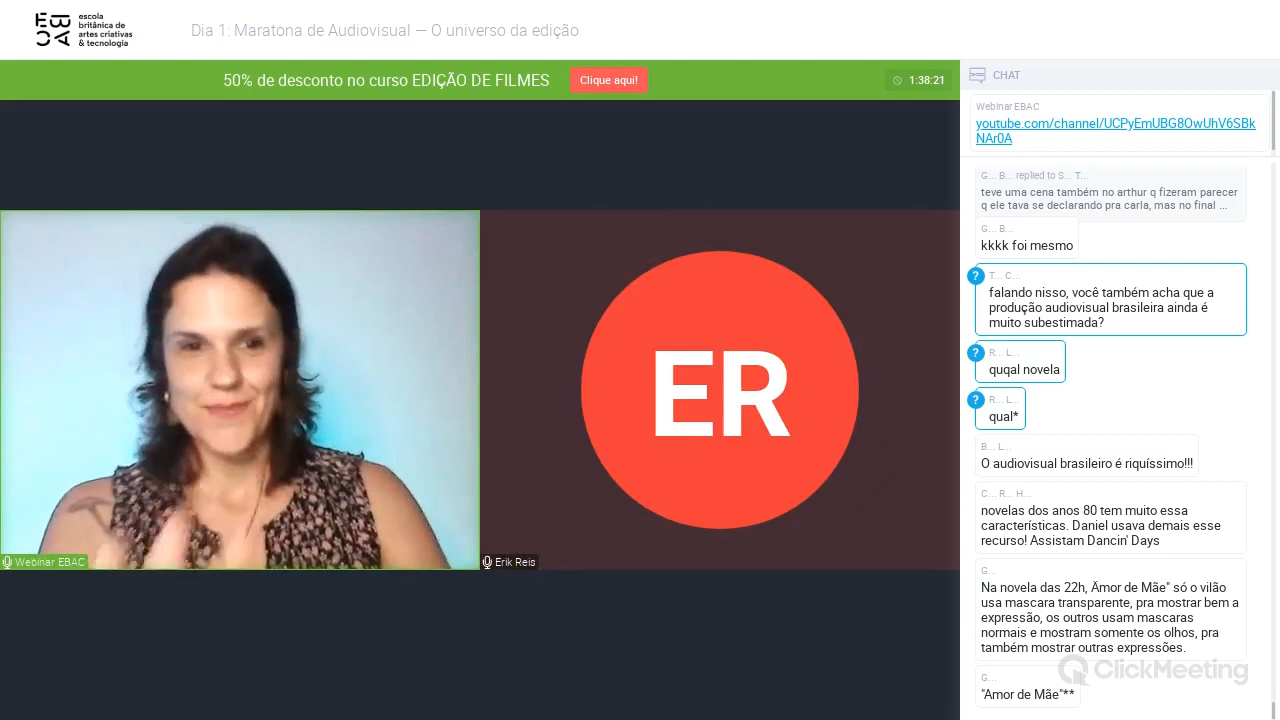 EBAC
escola
britânica de
artes criativas
& tecnologia
Dia 1: Maratona de Audiovisual — O universo da edição
50% de desconto no curso EDIÇÃO DE FILMES
Clique aqui!
1:38:21
Webinar EBAC
ER
Erik Reis
CHAT
Webinar EBAC
youtube.com/channel/UCPyEmUBG8OwUhV6SBk
NAr0A
G... B... replied to S... T...
teve uma cena também no arthur q fizeram parecer
q ele tava se declarando pra carla, mas no final ...
G... B...
kkkk foi mesmo
? T... C...
falando nisso, você também acha que a
produção audiovisual brasileira ainda é
muito subestimada?
? R... L...
quqal novela
? R... L...
qual*
B... L...
O audiovisual brasileiro é riquíssimo!!!
C... R... H...
novelas dos anos 80 tem muito essa
características. Daniel usava demais esse
recurso! Assistam Dancin' Days
G...
Na novela das 22h, Ämor de Mãe" só o vilão
usa mascara transparente, pra mostrar bem a
expressão, os outros usam mascaras
normais e mostram somente os olhos, pra
também mostrar outras expressões.
G...
"Amor de Mãe"**
ClickMeeting